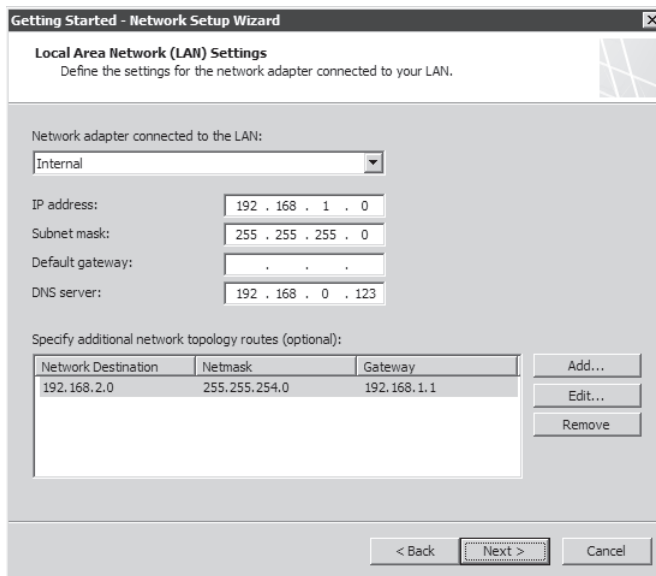 Getting Started - Network Setup Wizard
Local Area Network (LAN) Settings
Define the settings for the network adapter connected to your LAN.
Network adapter connected to the LAN:
Internal
IP address: 192 . 168 . 1 . 0
Subnet mask: 255 . 255 . 255 . 0
Default gateway: . . .
DNS server: 192 . 168 . 0 . 123
Specify additional network topology routes (optional):
Network Destination Netmask Gateway
192.168.2.0 255.255.254.0 192.168.1.1
Add...
Edit...
Remove
< Back Next > Cancel